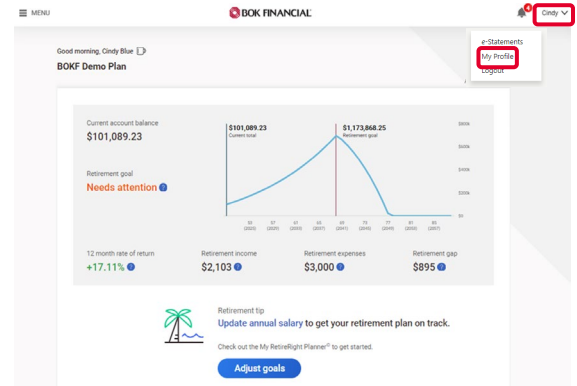 MENU
BOK FINANCIAL
Cindy
e-Statements
My Profile
Logout
Good morning, Cindy Blue
BOKF Demo Plan
Current account balance
$101,089.23
Retirement goal
Needs attention
$101,089.23
Current total
$1,173,868.25
Retirement goal
$0
12 month rate of return
+17.11%
Retirement income
$2,103
Retirement expenses
$3,000
Retirement gap
$895
Retirement tip
Update annual salary to get your retirement plan on track.
Check out the My RetireRight Planner to get started.
Adjust goals